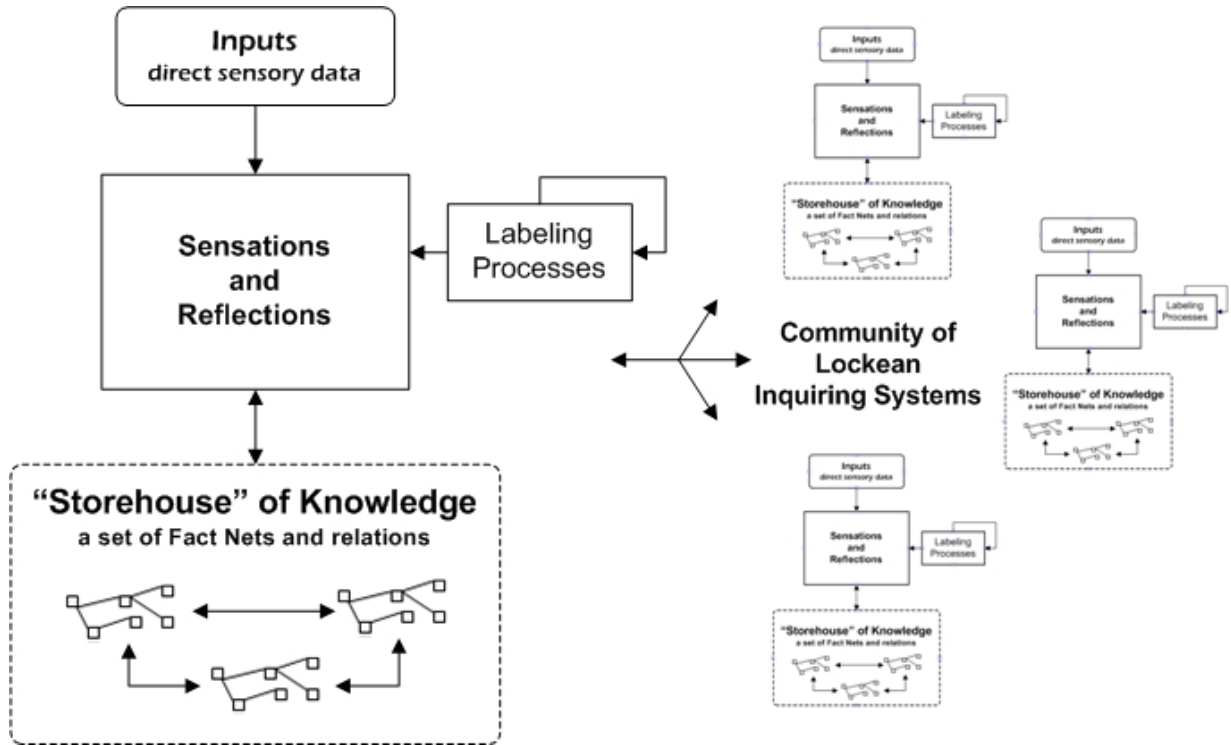 Inputs
direct sensory data
Sensations
and
Reflections
Labeling
Processes
“Storehouse” of Knowledge
a set of Fact Nets and relations
Community of
Lockean
Inquiring Systems
Inputs
direct sensory data
Sensations
and
Reflections
Labeling
Processes
“Storehouse” of Knowledge
a set of Fact Nets and relations
Inputs
direct sensory data
Sensations
and
Reflections
Labeling
Processes
“Storehouse” of Knowledge
a set of Fact Nets and relations
Inputs
direct sensory data
Sensations
and
Reflections
Labeling
Processes
“Storehouse” of Knowledge
a set of Fact Nets and relations